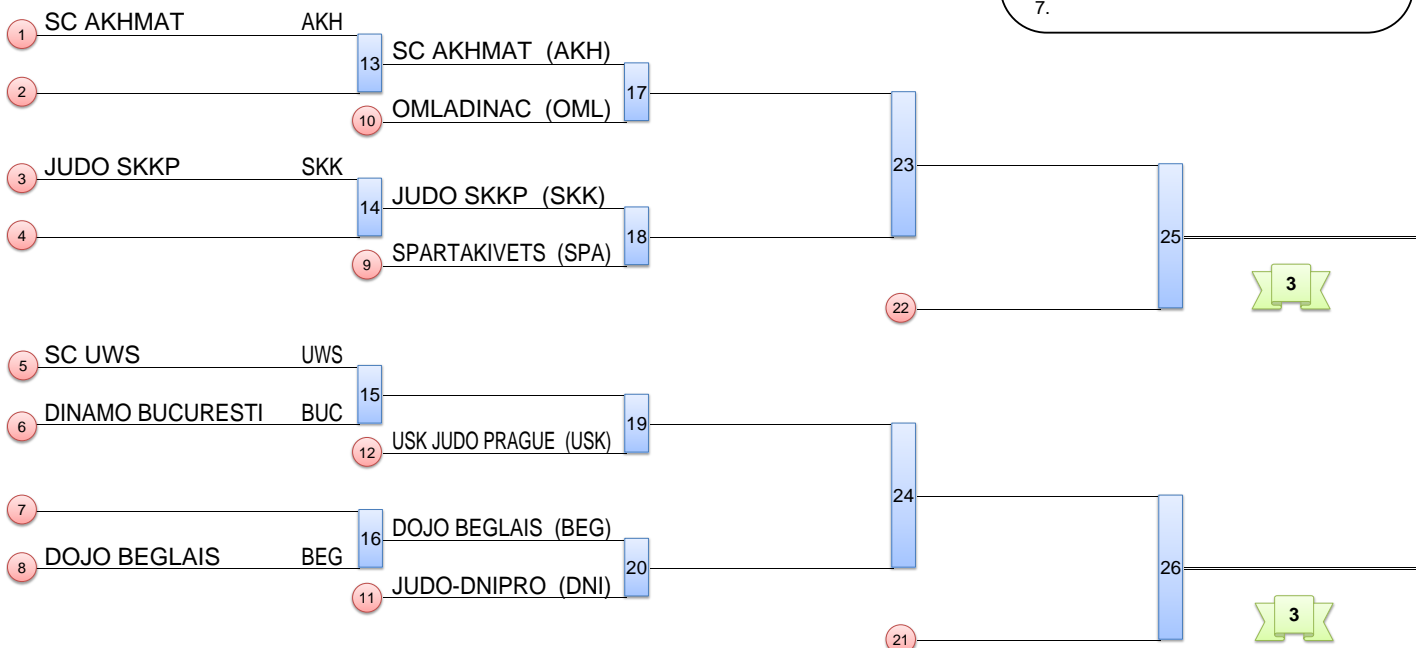 7.
1 SC AKHMAT AKH
13 SC AKHMAT (AKH)
2
17
10 OMLADINAC (OML)
23
3 JUDO SKKP SKK
14 JUDO SKKP (SKK)
4
18
25
9 SPARTAKIVETS (SPA)
3
22
5 SC UWS UWS
15
6 DINAMO BUCURESTI BUC
19
12 USK JUDO PRAGUE (USK)
24
7
16 DOJO BEGLAIS (BEG)
8 DOJO BEGLAIS BEG
20
26
11 JUDO-DNIPRO (DNI)
3
21